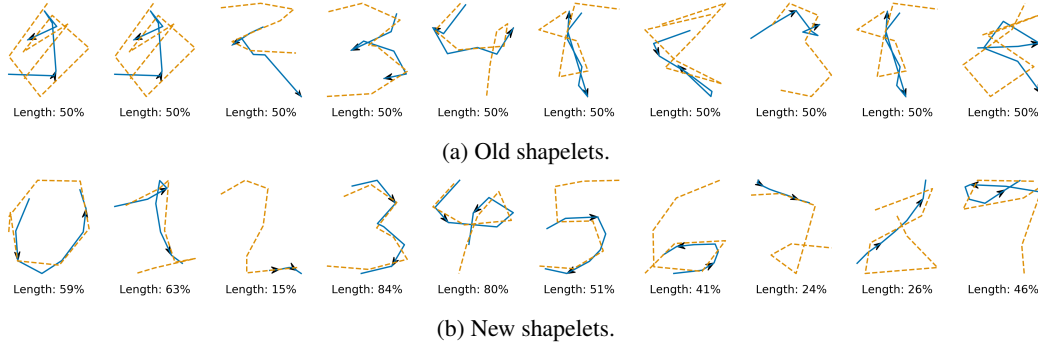 Length: 50% Length: 50% Length: 50% Length: 50% Length: 50% Length: 50% Length: 50% Length: 50% Length: 50% Length: 50%
(a) Old shapelets.
Length: 59% Length: 63% Length: 15% Length: 84% Length: 80% Length: 51% Length: 41% Length: 24% Length: 26% Length: 46%
(b) New shapelets.